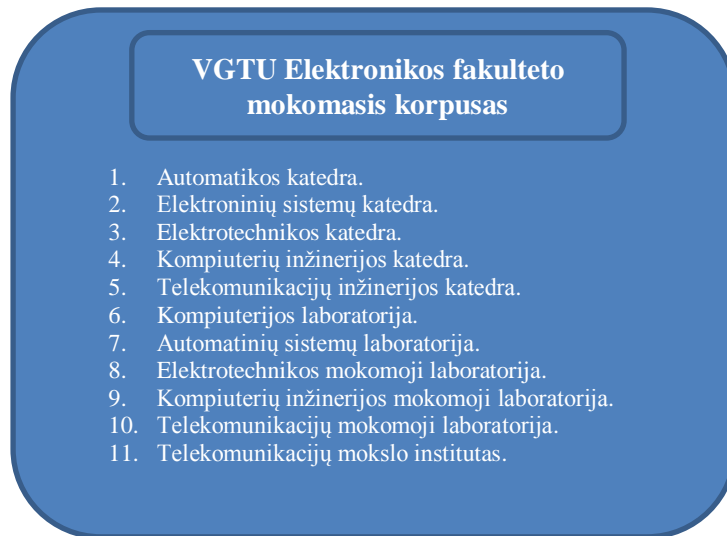 VGTU Elektronikos fakulteto
mokomasis korpusas
1. Automatikos katedra.
2. Elektroninių sistemų katedra.
3. Elektrotechnikos katedra.
4. Kompiuterių inžinerijos katedra.
5. Telekomunikacijų inžinerijos katedra.
6. Kompiuterijos laboratorija.
7. Automatinių sistemų laboratorija.
8. Elektrotechnikos mokomoji laboratorija.
9. Kompiuterių inžinerijos mokomoji laboratorija.
10. Telekomunikacijų mokomoji laboratorija.
11. Telekomunikacijų mokslo institutas.